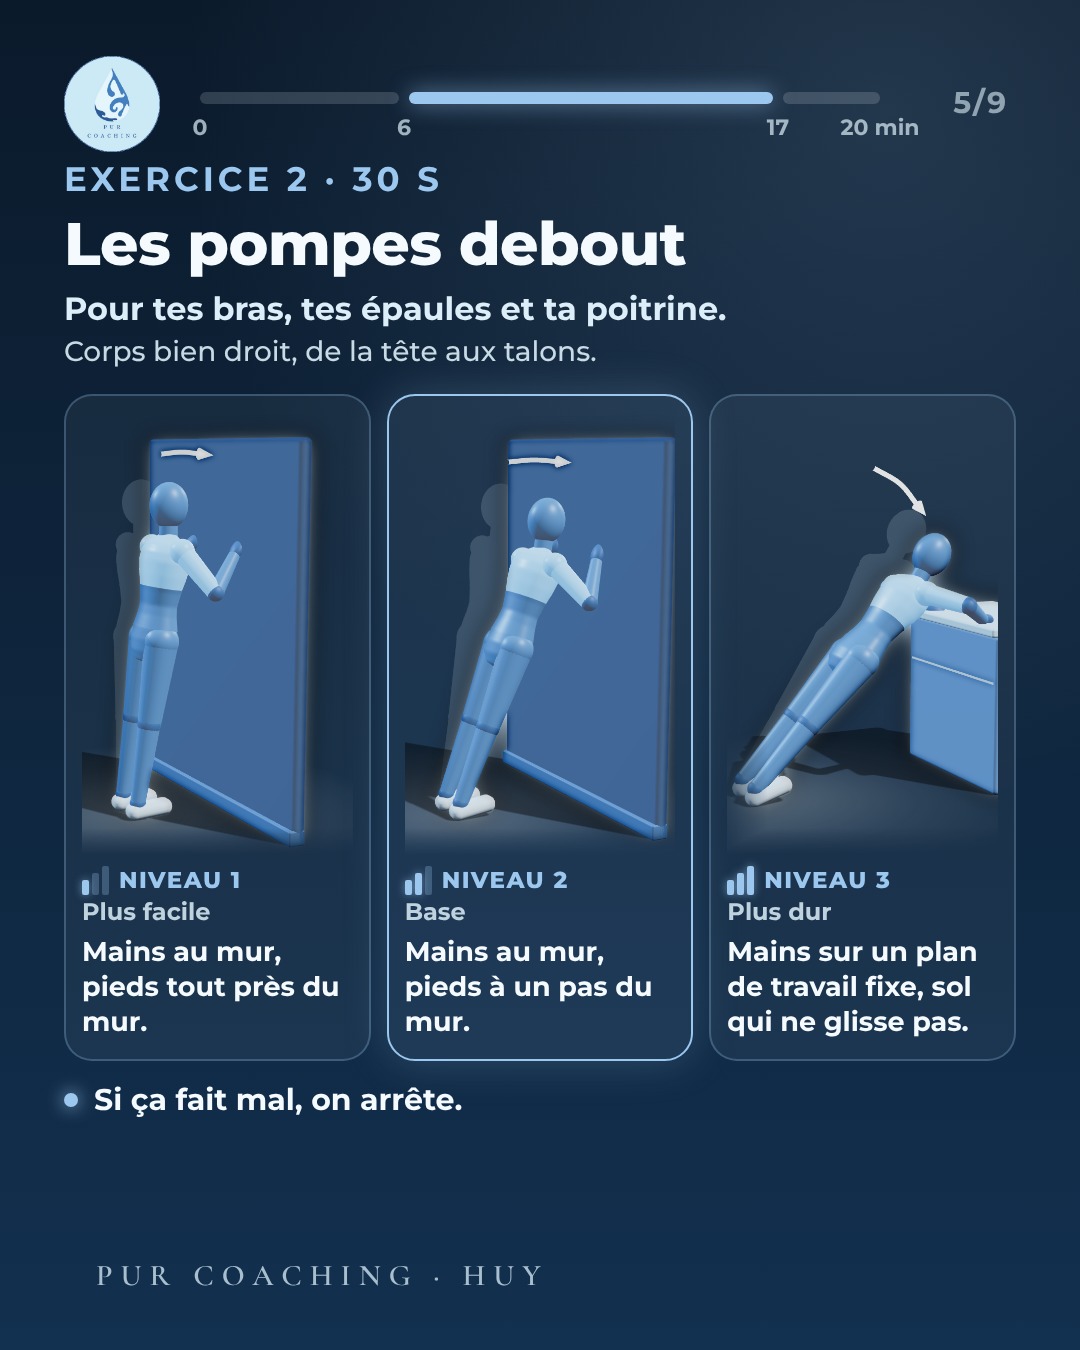 PUR
COACHING
0 6 17 20 min
5/9
EXERCICE 2 · 30 S
Les pompes debout
Pour tes bras, tes épaules et ta poitrine.
Corps bien droit, de la tête aux talons.
NIVEAU 1
Plus facile
Mains au mur,
pieds tout près du
mur.
NIVEAU 2
Base
Mains au mur,
pieds à un pas du
mur.
NIVEAU 3
Plus dur
Mains sur un plan
de travail fixe, sol
qui ne glisse pas.
Si ça fait mal, on arrête.
PUR COACHING · HUY